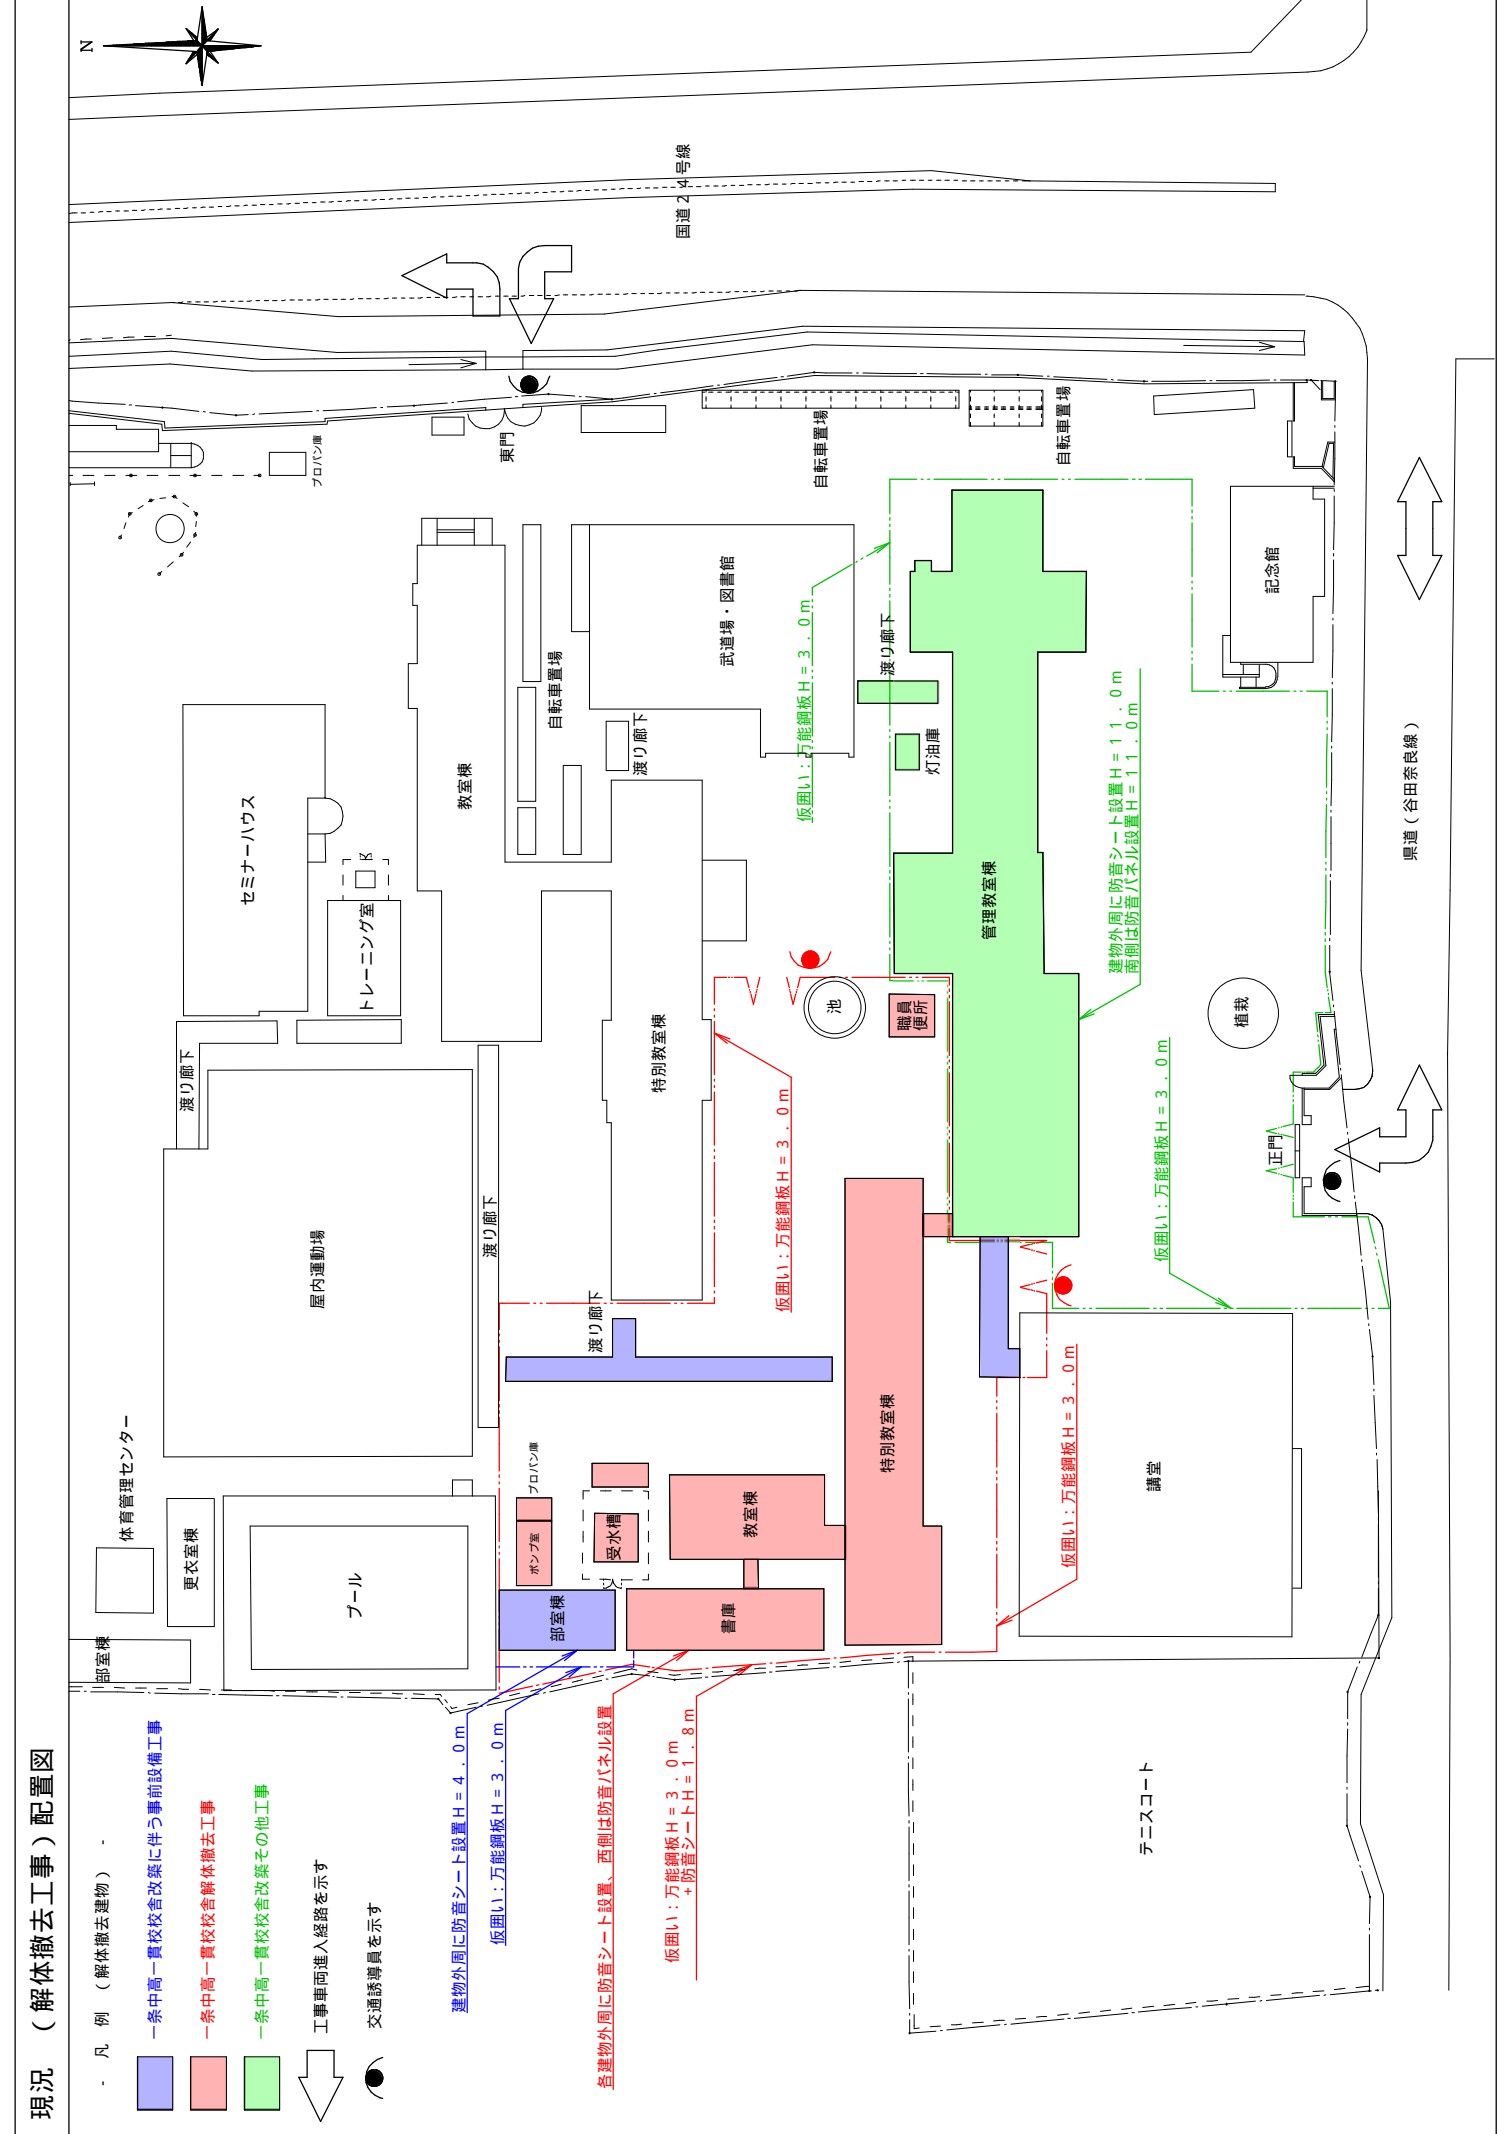 現況　（解体撤去工事）配置図
-　凡　例　（解体撤去建物）　-
一条中高一貫校校舎改築に伴う事前設備工事
一条中高一貫校校舎解体撤去工事
一条中高一貫校校舎改築その他工事
工事車両進入経路を示す
交通誘導員を示す
N
部室棟
体育管理センター
更衣室棟
プール
屋内運動場
渡り廊下
セミナーハウス
トレーニング室
プロパン庫
教室棟
東門
渡り廊下
自転車置場
渡り廊下
渡り廊下
特別教室棟
武道場・図書館
国道２４号線
自転車置場
自転車置場
プロパン庫
ポンプ室
受水槽
部室棟
教室棟
書庫
特別教室棟
池
職員
便所
渡り廊下
灯油庫
管理教室棟
講堂
テニスコート
植栽
正門
記念館
県道（谷田奈良線）
建物外周に防音シート設置Ｈ＝４．０ｍ
仮囲い：万能鋼板Ｈ＝３．０ｍ
各建物外周に防音シート設置、西側は防音パネル設置
仮囲い：万能鋼板Ｈ＝３．０ｍ
＋防音シートＨ＝１．８ｍ
仮囲い：万能鋼板Ｈ＝３．０ｍ
仮囲い：万能鋼板Ｈ＝３．０ｍ
仮囲い：万能鋼板Ｈ＝３．０ｍ
建物外周に防音シート設置Ｈ＝１１．０ｍ
南側は防音パネル設置Ｈ＝１１．０ｍ
仮囲い：万能鋼板Ｈ＝３．０ｍ